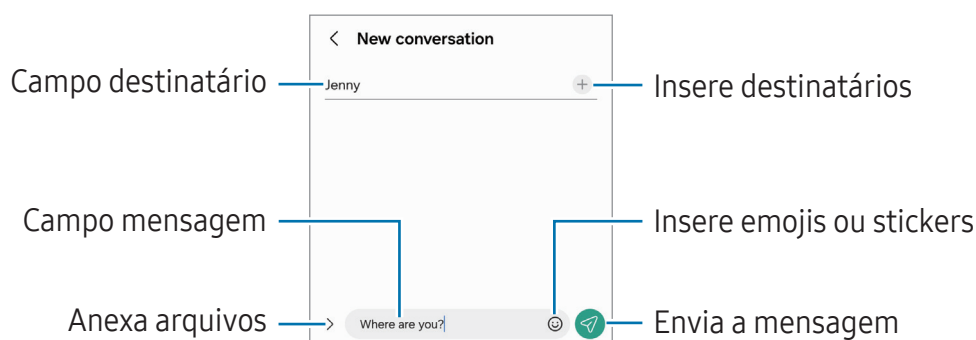 New conversation
Campo destinatário
Jenny
Insere destinatários
Campo mensagem
Insere emojis ou stickers
Anexa arquivos
Where are you?
Envia a mensagem